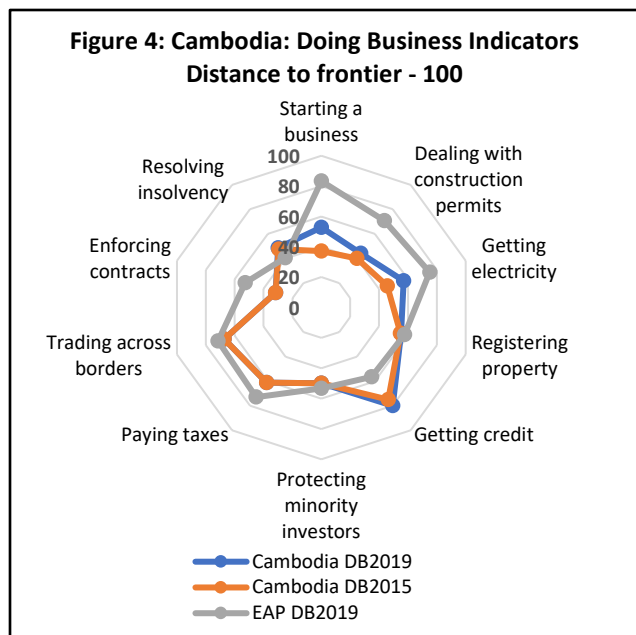 Figure 4: Cambodia: Doing Business Indicators
Distance to frontier - 100
Starting a
business
Dealing with
construction
permits
Getting
electricity
Registering
property
Getting credit
Protecting
minority
investors
Paying taxes
Trading across
borders
Enforcing
contracts
Resolving
insolvency
100
80
60
40
20
0
Cambodia DB2019
Cambodia DB2015
EAP DB2019